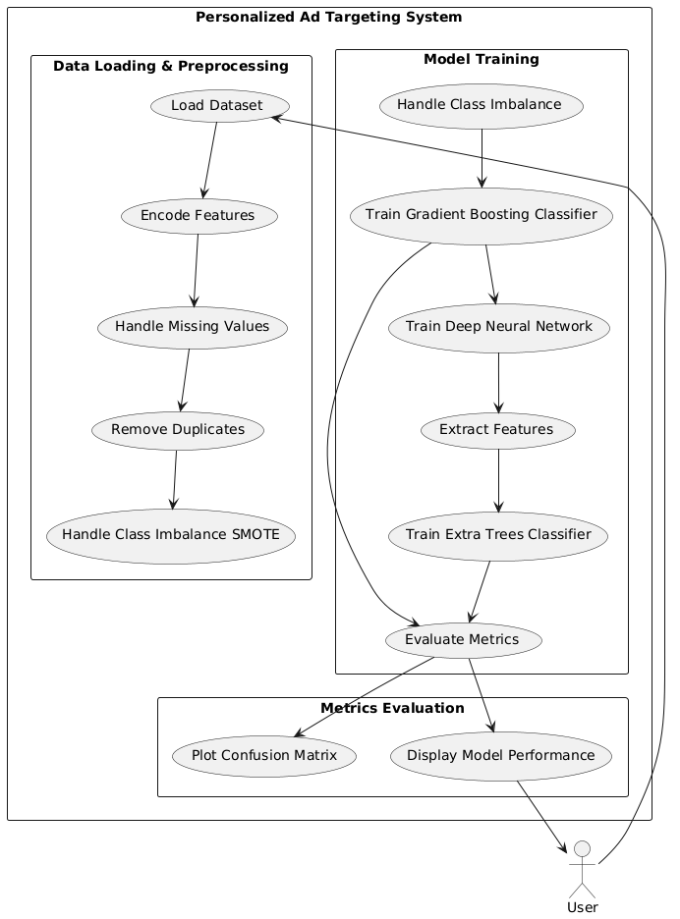 Personalized Ad Targeting System
Data Loading & Preprocessing
Load Dataset
Encode Features
Handle Missing Values
Remove Duplicates
Handle Class Imbalance SMOTE
Model Training
Handle Class Imbalance
Train Gradient Boosting Classifier
Train Deep Neural Network
Extract Features
Train Extra Trees Classifier
Evaluate Metrics
Metrics Evaluation
Plot Confusion Matrix
Display Model Performance
User